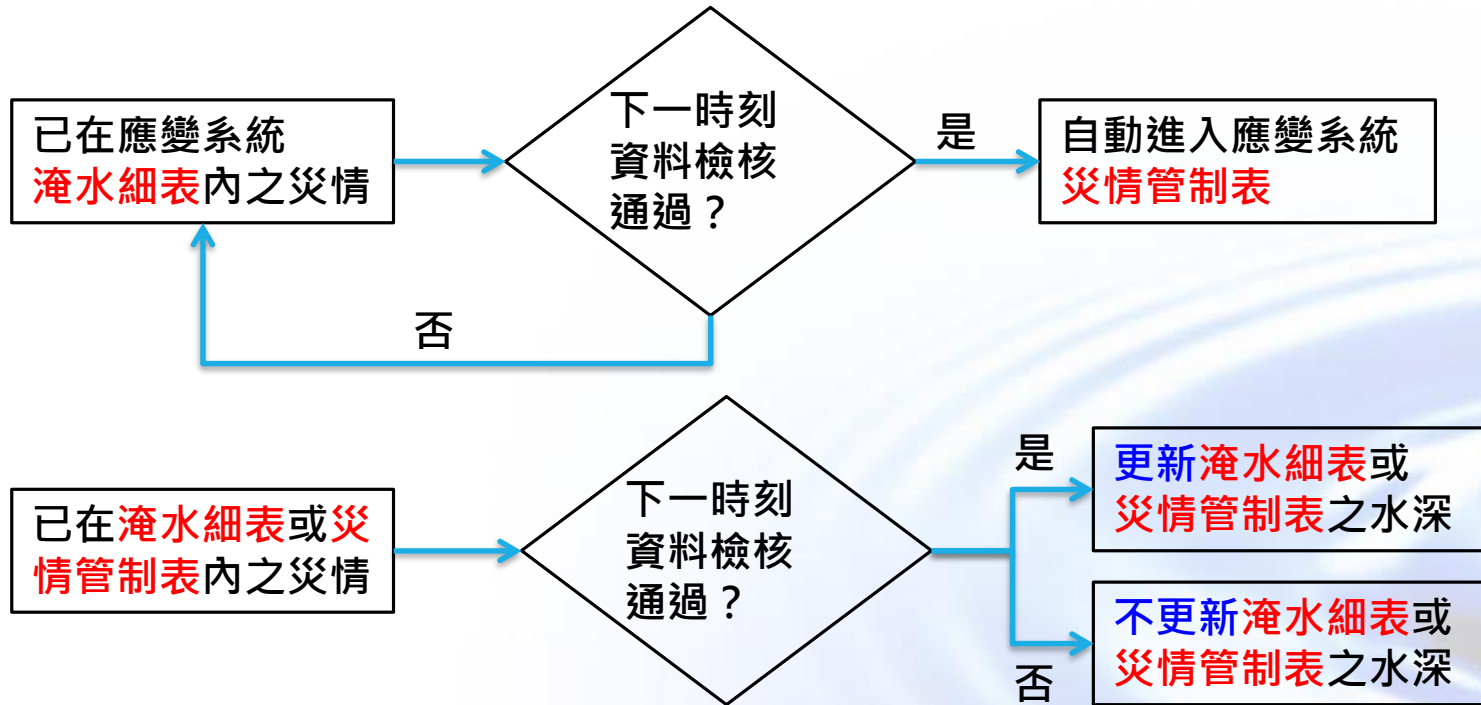 已在應變系統
淹水細表內之災情
下一時刻
資料檢核
通過？
是
自動進入應變系統
災情管制表
否
已在淹水細表或災
情管制表內之災情
下一時刻
資料檢核
通過？
是
更新淹水細表或
災情管制表之水深
不更新淹水細表或
災情管制表之水深
否